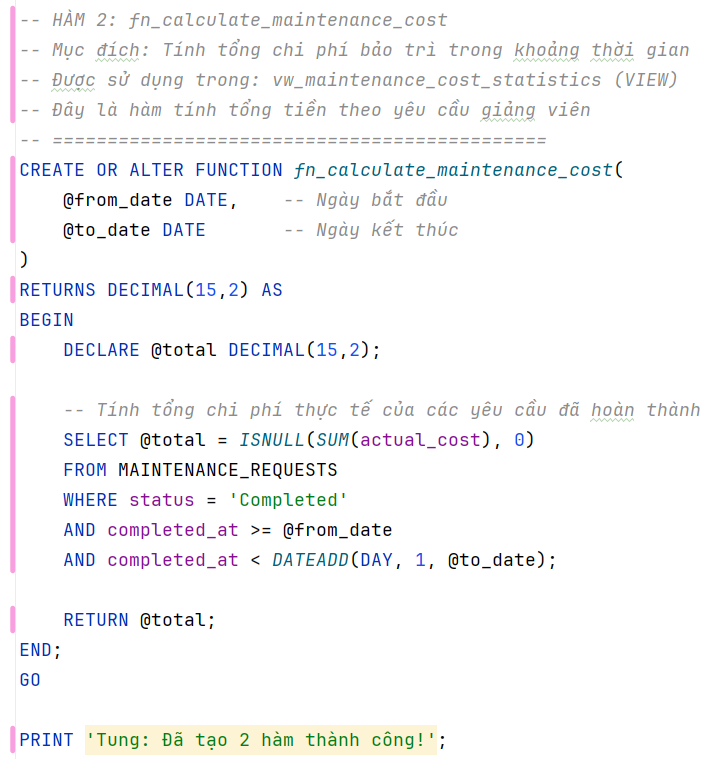 -- HÀM 2: fn_calculate_maintenance_cost
-- Mục đích: Tính tổng chi phí bảo trì trong khoảng thời gian
-- Được sử dụng trong: vw_maintenance_cost_statistics (VIEW)
-- Đây là hàm tính tổng tiền theo yêu cầu giảng viên
-- =============================================
CREATE OR ALTER FUNCTION fn_calculate_maintenance_cost(
    @from_date DATE,    -- Ngày bắt đầu
    @to_date DATE       -- Ngày kết thúc
)
RETURNS DECIMAL(15,2) AS
BEGIN
    DECLARE @total DECIMAL(15,2);
    -- Tính tổng chi phí thực tế của các yêu cầu đã hoàn thành
    SELECT @total = ISNULL(SUM(actual_cost), 0)
    FROM MAINTENANCE_REQUESTS
    WHERE status = 'Completed'
    AND completed_at >= @from_date
    AND completed_at < DATEADD(DAY, 1, @to_date);
    RETURN @total;
END;
GO
PRINT 'Tung: Đã tạo 2 hàm thành công!';